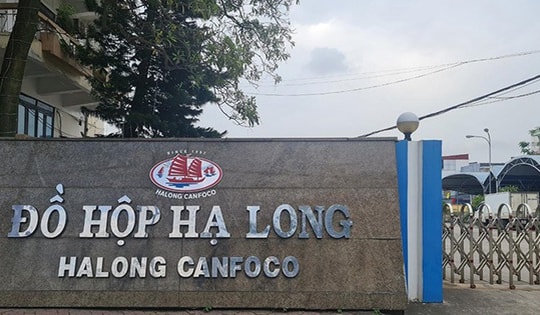 SINCE 1957
HALONG CANFOCO
ĐỒ HỘP HẠ LONG
HALONG CANFOCO